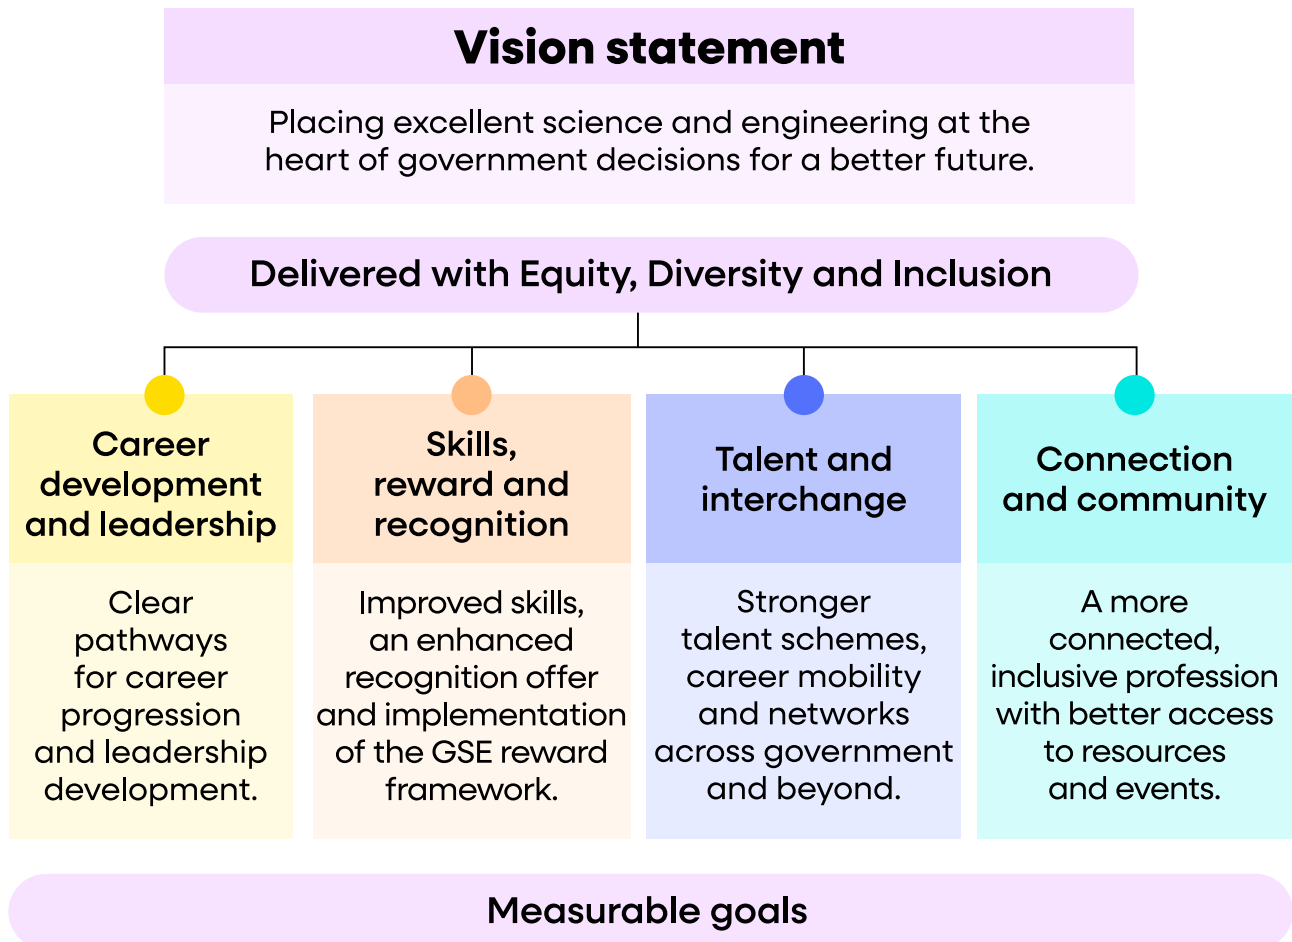 Vision statement
Placing excellent science and engineering at the
heart of government decisions for a better future.
Delivered with Equity, Diversity and Inclusion
Career
development
and leadership
Clear
pathways
for career
progression
and leadership
development.
Skills,
reward and
recognition
Improved skills,
an enhanced
recognition offer
and implementation
of the GSE reward
framework.
Talent and
interchange
Stronger
talent schemes,
career mobility
and networks
across government
and beyond.
Connection
and community
A more
connected,
inclusive profession
with better access
to resources
and events.
Measurable goals